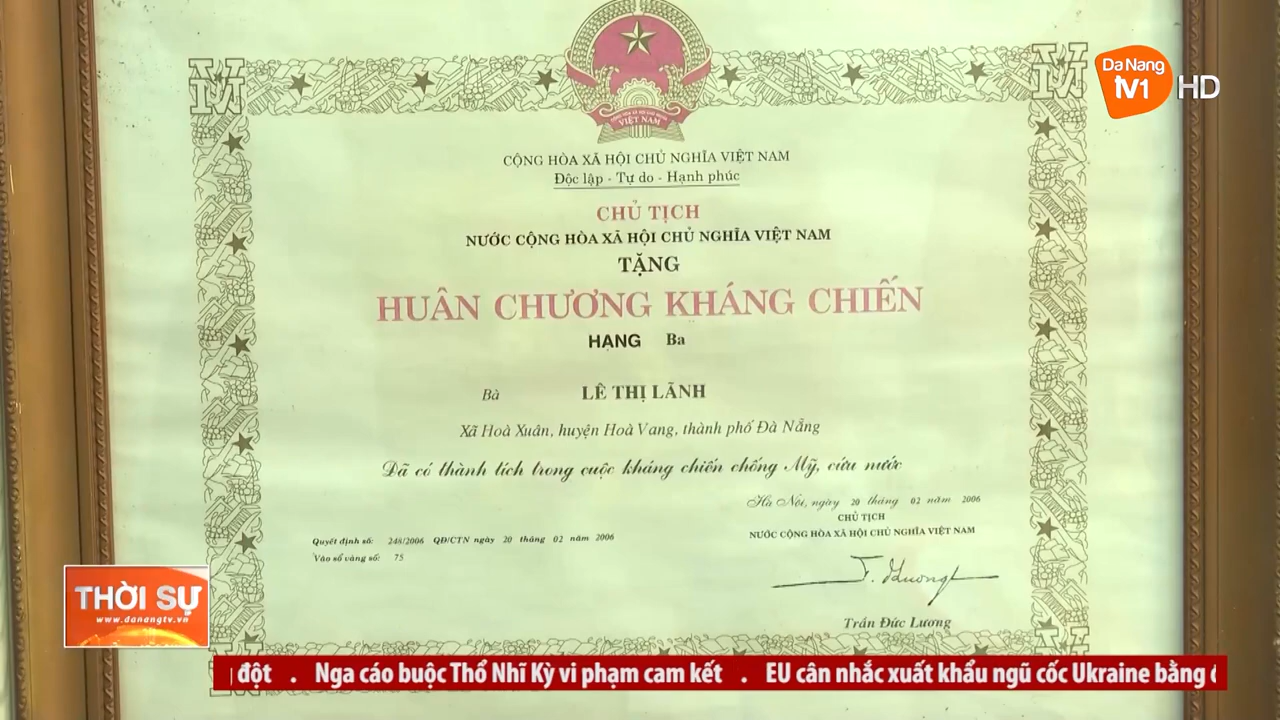 Da Nang
TV1 HD
VIỆT NAM
CỘNG HÒA XÃ HỘI CHỦ NGHĨA VIỆT NAM
Độc lập - Tự do - Hạnh phúc
CHỦ TỊCH
NƯỚC CỘNG HÒA XÃ HỘI CHỦ NGHĨA VIỆT NAM
TẶNG
HUÂN CHƯƠNG KHÁNG CHIẾN
HẠNG Ba
Bà LÊ THỊ LÃNH
Xã Hoà Xuân, huyện Hoà Vang, thành phố Đà Nẵng
Đã có thành tích trong cuộc kháng chiến chống Mỹ, cứu nước
Hà Nội, ngày 20 tháng 02 năm 2006
CHỦ TỊCH
NƯỚC CỘNG HÒA XÃ HỘI CHỦ NGHĨA VIỆT NAM
Quyết định số: 248/2006 QĐ/CTN ngày 20 tháng 02 năm 2006
Vào sổ vàng số: 75
Trần Đức Lương
THỜI SỰ
www.danangtv.vn
đột . Nga cáo buộc Thổ Nhĩ Kỳ vi phạm cam kết . EU cân nhắc xuất khẩu ngũ cốc Ukraine bằng